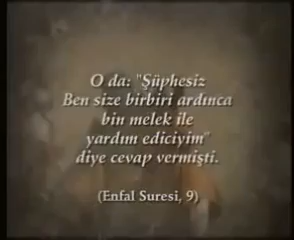 O da: "Şüphesiz
Ben size birbiri ardınca
bin melek ile
yardım ediciyim"
diye cevap vermişti.
(Enfal Suresi, 9)